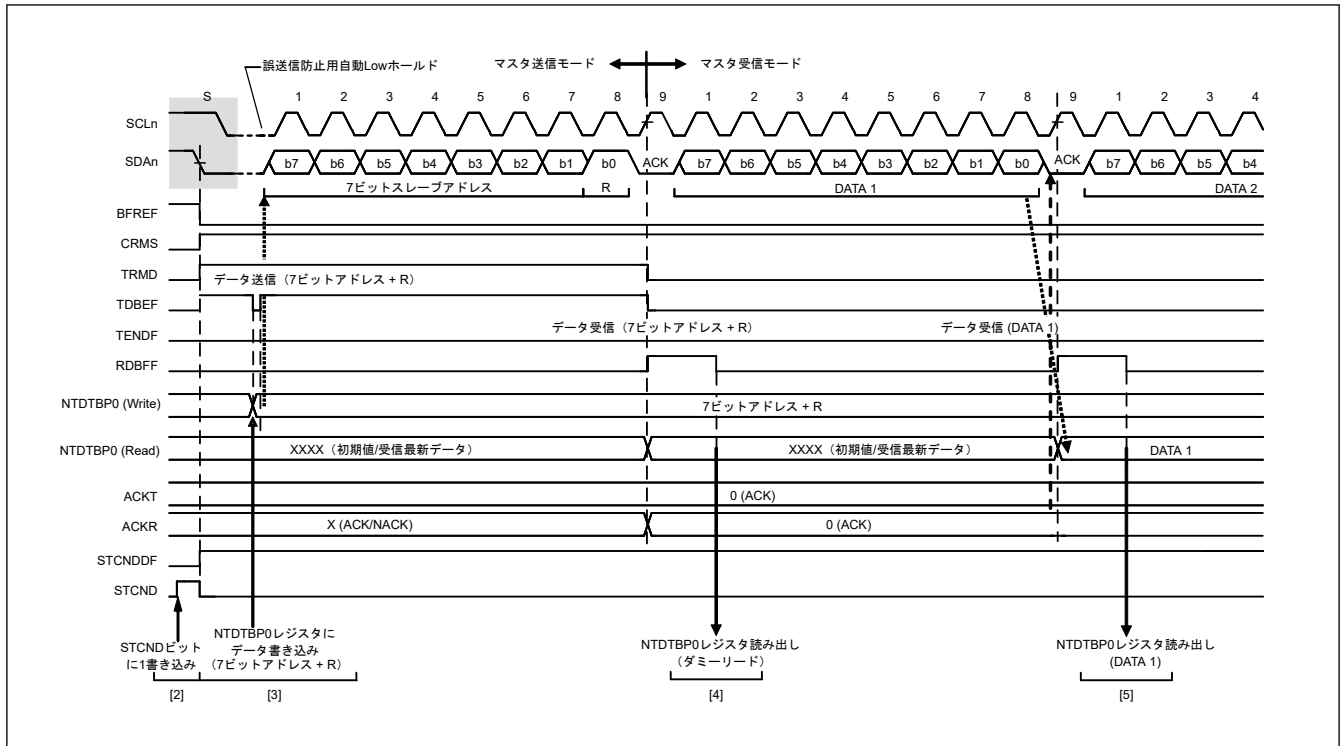 誤送信防止用自動Lowホールド
マスタ送信モード
マスタ受信モード
S 1 2 3 4 5 6 7 8 9 1 2 3 4 5 6 7 8 9 1 2 3 4
SCLn
SDAn b7 b6 b5 b4 b3 b2 b1 b0 ACK b7 b6 b5 b4 b3 b2 b1 b0 ACK b7 b6 b5 b4
7ビットスレーブアドレス R DATA 1 DATA 2
BFREF
CRMS
TRMD データ送信（7ビットアドレス + R）
TDBEF
TENDF データ受信（7ビットアドレス + R） データ受信 (DATA 1)
RDBFF
NTDTBP0 (Write) 7ビットアドレス + R
NTDTBP0 (Read) XXXX（初期値/受信最新データ） XXXX（初期値/受信最新データ） DATA 1
ACKT 0 (ACK)
ACKR X (ACK/NACK) 0 (ACK)
STCNDDF
STCND
STCNDビット
に1書き込み
[2]
NTDTBP0レジスタに
データ書き込み
(7ビットアドレス + R)
[3]
NTDTBP0レジスタ読み出し
（ダミーリード）
[4]
NTDTBP0レジスタ読み出し
(DATA 1)
[5]